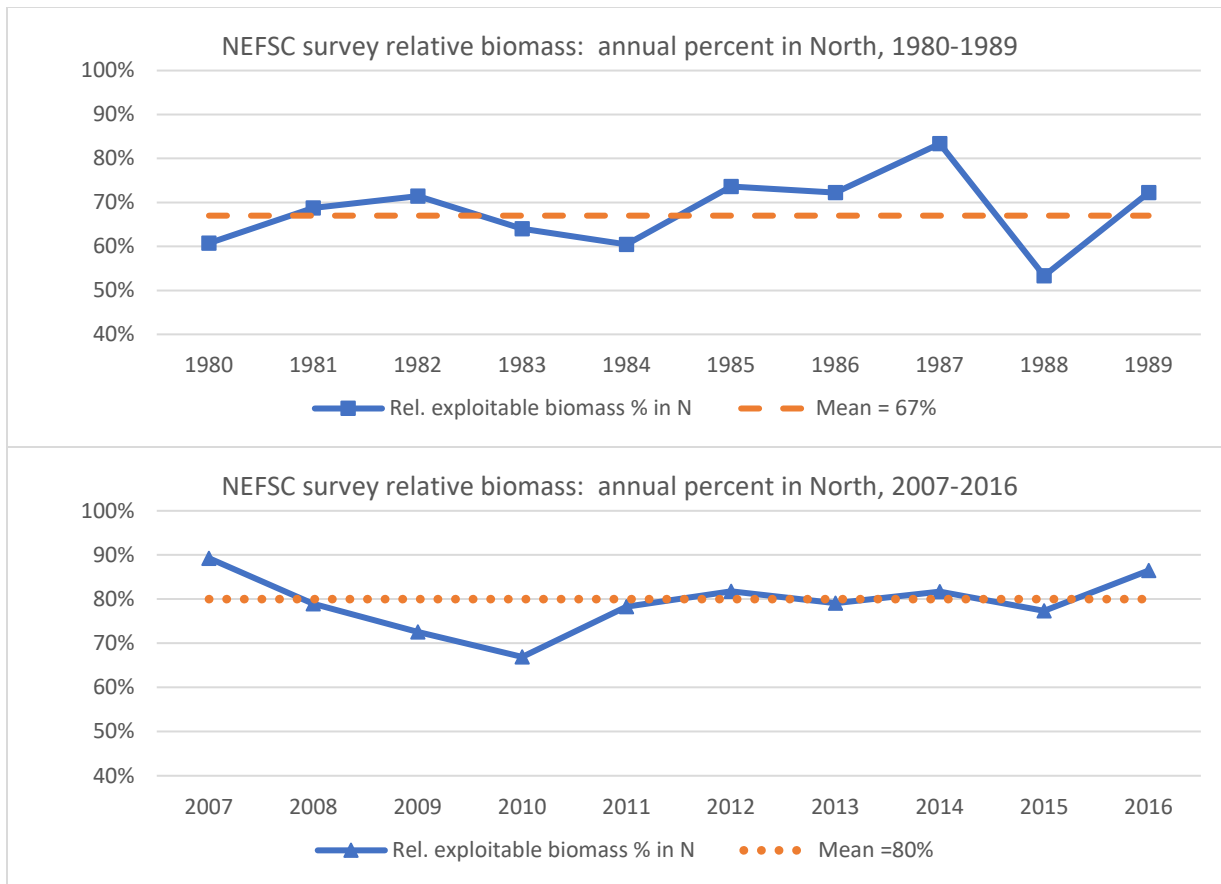 NEFSC survey relative biomass:  annual percent in North, 1980-1989
100%
90%
80%
70%
60%
50%
40%
1980 1981 1982 1983 1984 1985 1986 1987 1988 1989
Rel. exploitable biomass % in N Mean = 67%
NEFSC survey relative biomass:  annual percent in North, 2007-2016
100%
90%
80%
70%
60%
50%
40%
2007 2008 2009 2010 2011 2012 2013 2014 2015 2016
Rel. exploitable biomass % in N Mean =80%